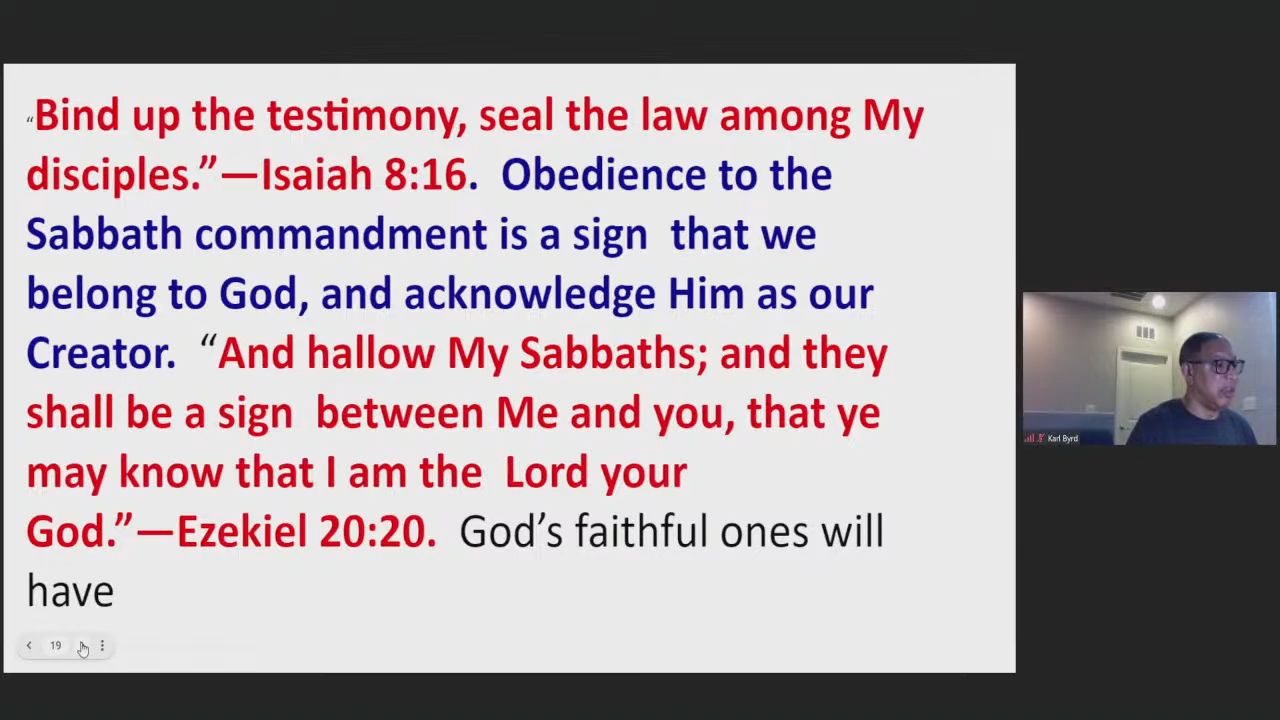 “Bind up the testimony, seal the law among My
disciples.”—Isaiah 8:16. Obedience to the
Sabbath commandment is a sign that we
belong to God, and acknowledge Him as our
Creator. “And hallow My Sabbaths; and they
shall be a sign between Me and you, that ye
may know that I am the Lord your
God.”—Ezekiel 20:20. God’s faithful ones will
have
19
Karl Byrd